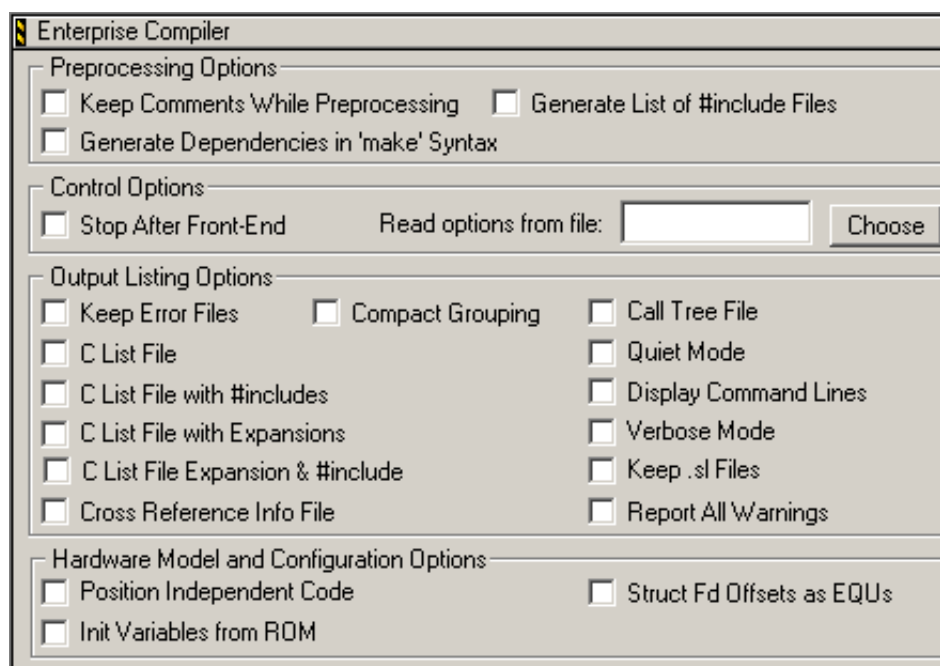 Enterprise Compiler
Preprocessing Options
Keep Comments While Preprocessing Generate List of #include Files
Generate Dependencies in 'make' Syntax
Control Options
Stop After Front-End Read options from file: Choose
Output Listing Options
Keep Error Files Compact Grouping Call Tree File
C List File Quiet Mode
C List File with #includes Display Command Lines
C List File with Expansions Verbose Mode
C List File Expansion & #include Keep .sl Files
Cross Reference Info File Report All Warnings
Hardware Model and Configuration Options
Position Independent Code Struct Fd Offsets as EQUs
Init Variables from ROM